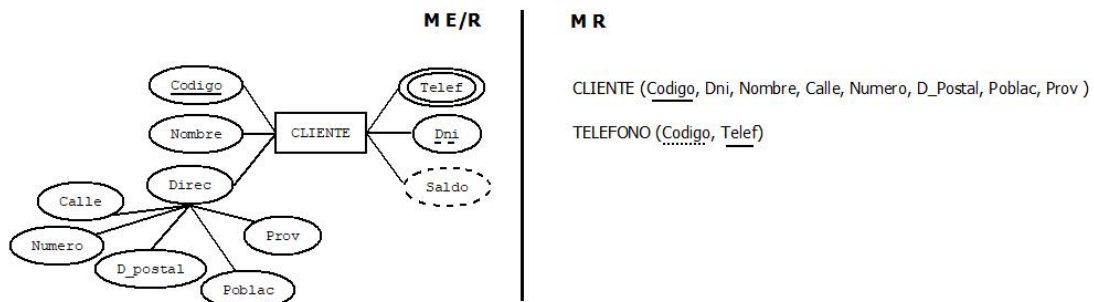 M E/R
M R
Codigo
Telef
CLIENTE (Codigo, Dni, Nombre, Calle, Numero, D_Postal, Poblac, Prov )
Nombre
CLIENTE
Dni
TELEFONO (Codigo, Telef)
Direc
Saldo
Calle
Numero
Prov
D_postal
Poblac